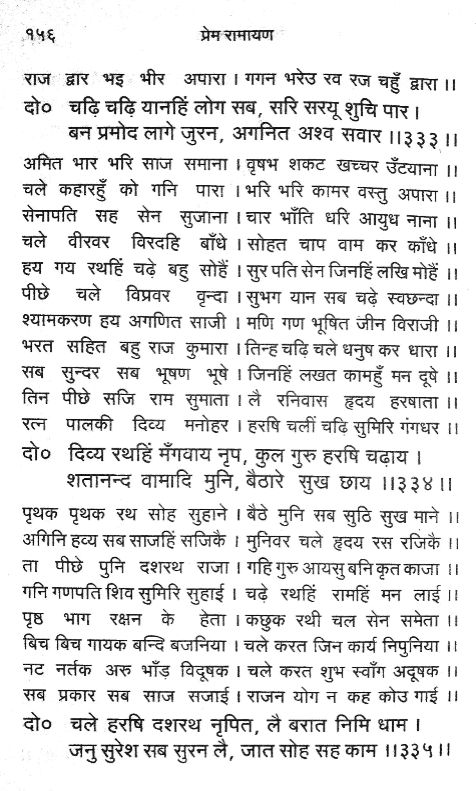 १५६ प्रेम रामायण
राज द्वार भइ भीर अपारा । गगन भरेउ रव रज चहुँ द्वारा ।।
दो० चढ़ि चढ़ि यानहिं लोग सब, सरि सरयू शुचि पार ।
बन प्रमोद लागे जुरन, अगनित अश्व सवार ।।३३३।।
अमित भार भरि साज समाना । वृषभ शकट खच्चर उँटयाना ।।
चले कहारहुँ को गनि पारा । भरि भरि कामर वस्तु अपारा ।।
सेनापति सह सेन सुजाना । चार भाँति धरि आयुध नाना ।।
चले वीरवर विरदहि बाँधे । सोहत चाप वाम कर काँधे ।।
हय गय रथहिं चढ़े बहु सोहैं । सुर पति सेन जिनहिं लखि मोहैं ।।
पीछे चले विप्रवर वृन्दा । सुभग यान सब चढ़े स्वछन्दा ।।
श्यामकरण हय अगणित साजी । मणि गण भूषित जीन विराजी ।।
भरत सहित बहु राज कुमारा । तिन्ह चढ़ि चले धनुष कर धारा ।।
सब सुन्दर सब भूषण भूषे । जिनहिं लखत कामहुँ मन दूषे ।।
तिन पीछे सजि राम सुमाता । लै रनिवास हृदय हरषाता ।।
रत्न पालकी दिव्य मनोहर । हरषि चलीं चढ़ि सुमिरि गंगधर ।।
दो० दिव्य रथहिं मँगवाय नृप, कुल गुरु हरषि चढ़ाय ।
शतानन्द वामादि मुनि, बैठारे सुख छाय ।।३३४।।
पृथक पृथक रथ सोह सुहाने । बैठे मुनि सब सुठि सुख माने ।।
अगिनि हव्य सब साजहिं सजिकै । मुनिवर चले हृदय रस रजिकै ।।
ता पीछे पुनि दशरथ राजा । गहि गुरु आयसु बनि कृत काजा ।।
गनि गणपति शिव सुमिरि सुहाई । चढ़े रथहिं रामहिं मन लाई ।।
पृष्ठ भाग रक्षन के हेता । कछुक रथी चल सेन समेता ।।
बिच बिच गायक बन्दि बजनिया । चले करत जिन कार्य निपुनिया ।।
नट नर्तक अरु भाँड़ विदूषक । चले करत शुभ स्वाँग अदूषक ।।
सब प्रकार सब साज सजाई । राजन योग न कह कोउ गाई ।।
दो० चले हरषि दशरथ नृपति, लै बरात निमि धाम ।
जनु सुरेश सब सुरन लै, जात सोह सह काम ।।३३५।।